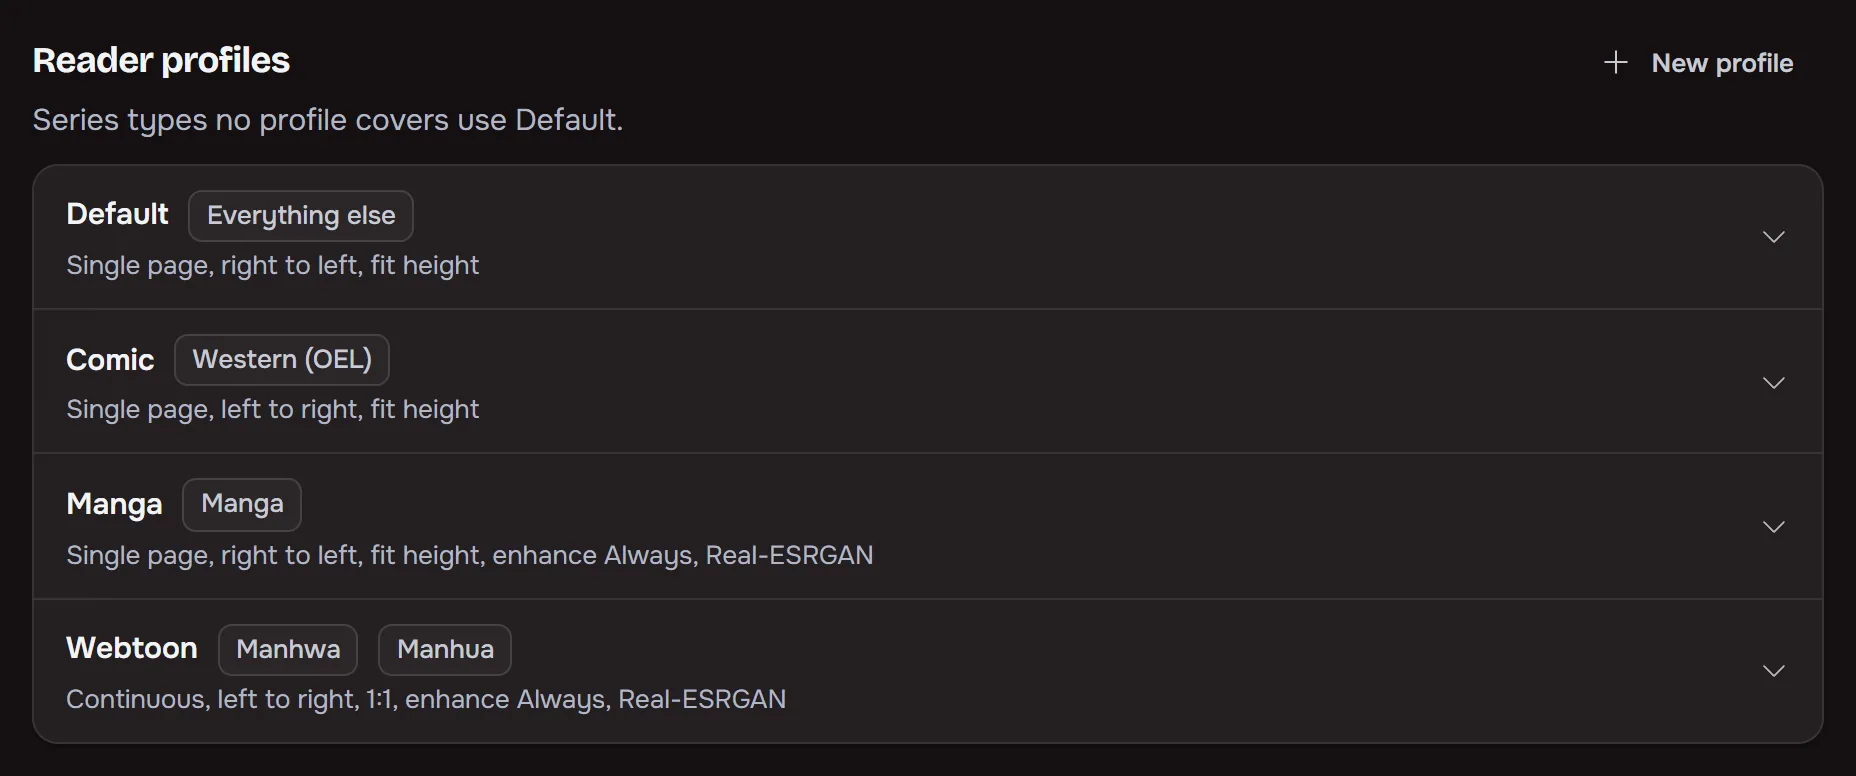 Reader profiles
New profile
Series types no profile covers use Default.
Default Everything else
Single page, right to left, fit height
Comic Western (OEL)
Single page, left to right, fit height
Manga Manga
Single page, right to left, fit height, enhance Always, Real-ESRGAN
Webtoon Manhwa Manhua
Continuous, left to right, 1:1, enhance Always, Real-ESRGAN